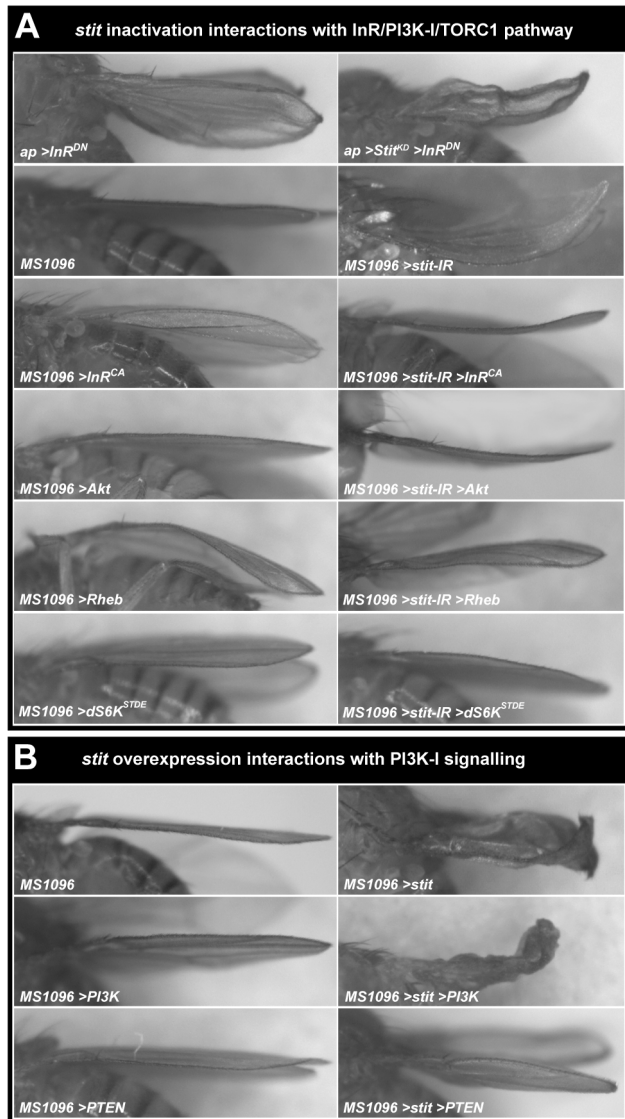 A stit inactivation interactions with InR/PI3K-I/TORC1 pathway
ap >InR^DN
ap >Stit^KD >InR^DN
MS1096
MS1096 >stit-IR
MS1096 >InR^CA
MS1096 >stit-IR >InR^CA
MS1096 >Akt
MS1096 >stit-IR >Akt
MS1096 >Rheb
MS1096 >stit-IR >Rheb
MS1096 >dS6K^STDE
MS1096 >stit-IR >dS6K^STDE
B stit overexpression interactions with PI3K-I signalling
MS1096
MS1096 >stit
MS1096 >PI3K
MS1096 >stit >PI3K
MS1096 >PTEN
MS1096 >stit >PTEN